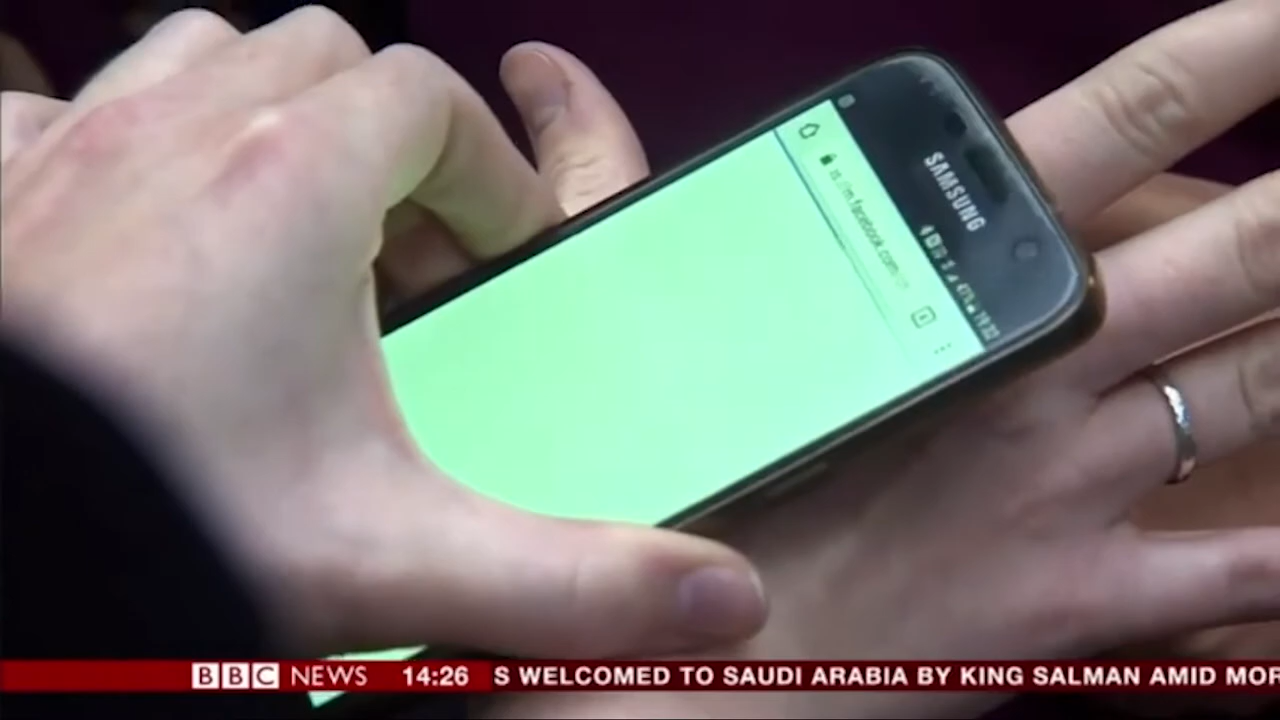 SAMSUNG
m.facebook.com
BBC NEWS 14:26 S WELCOMED TO SAUDI ARABIA BY KING SALMAN AMID MOR